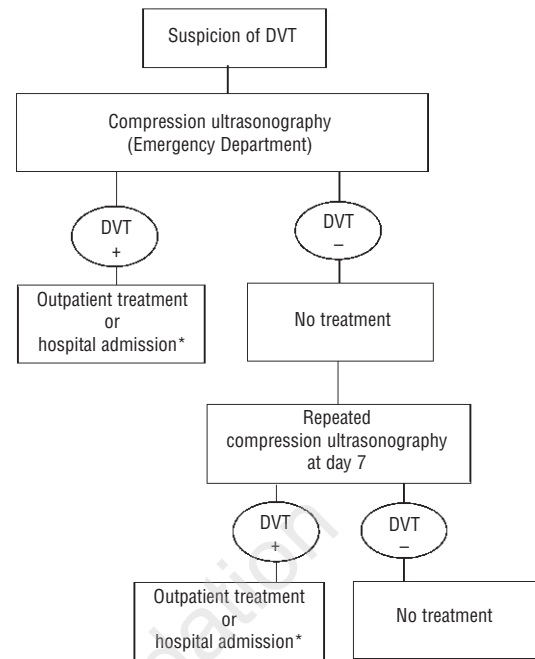 Suspicion of DVT
Compression ultrasonography
(Emergency Department)
DVT
+
DVT
–
Outpatient treatment
or
hospital admission*
No treatment
Repeated
compression ultrasonography
at day 7
DVT
+
DVT
–
Outpatient treatment
or
hospital admission*
No treatment